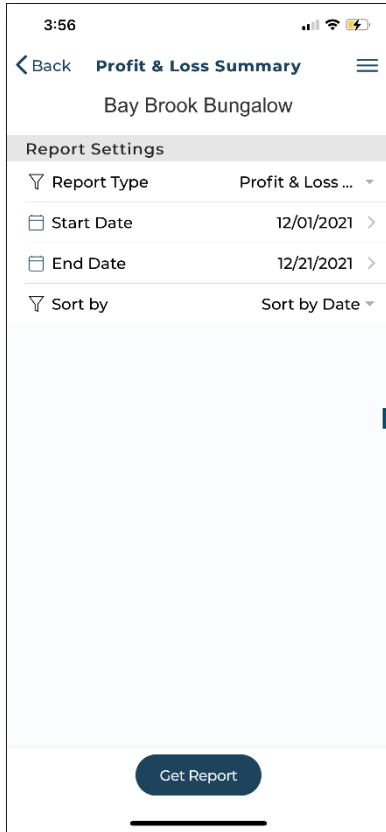 3:56
Back Profit & Loss Summary
Bay Brook Bungalow
Report Settings
Report Type Profit & Loss ...
Start Date 12/01/2021
End Date 12/21/2021
Sort by Sort by Date
Get Report